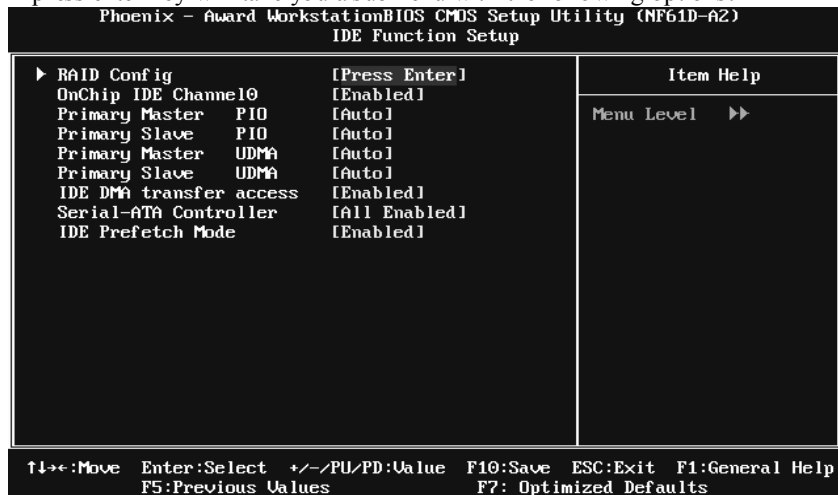 Phoenix - Award WorkstationBIOS CMOS Setup Utility (NF61D-A2)
IDE Function Setup
RAID Config [Press Enter]
OnChip IDE Channel0 [Enabled]
Primary Master PIO [Auto]
Primary Slave PIO [Auto]
Primary Master UDMA [Auto]
Primary Slave UDMA [Auto]
IDE DMA transfer access [Enabled]
Serial-ATA Controller [All Enabled]
IDE Prefetch Mode [Enabled]
Item Help
Menu Level
↑↓→←:Move Enter:Select +/-/PU/PD:Value F10:Save ESC:Exit F1:General Help
F5:Previous Values F7: Optimized Defaults